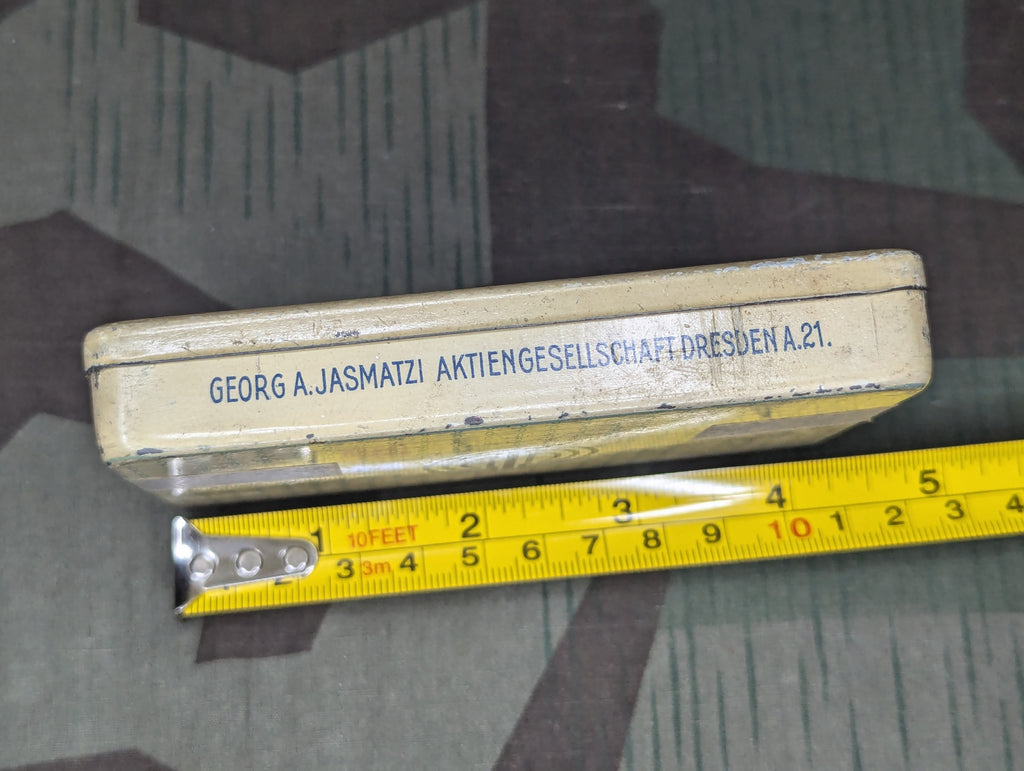 GEORG A. JASMATZI AKTIENGESELLSCHAFT DRESDEN A.21.
1 10FEET 2 3 4 5
2 3 3m 4 5 6 7 8 9 10 1 2 3 4